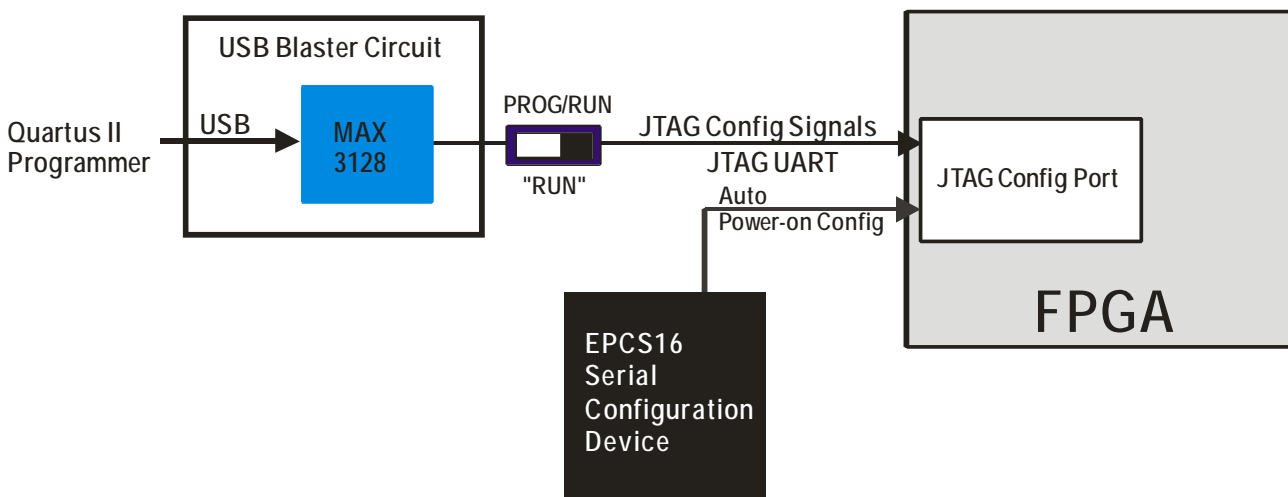 USB Blaster Circuit
Quartus II
Programmer
USB
MAX
3128
PROG/RUN
"RUN"
JTAG Config Signals
JTAG UART
Auto
Power-on Config
JTAG Config Port
FPGA
EPCS16
Serial
Configuration
Device